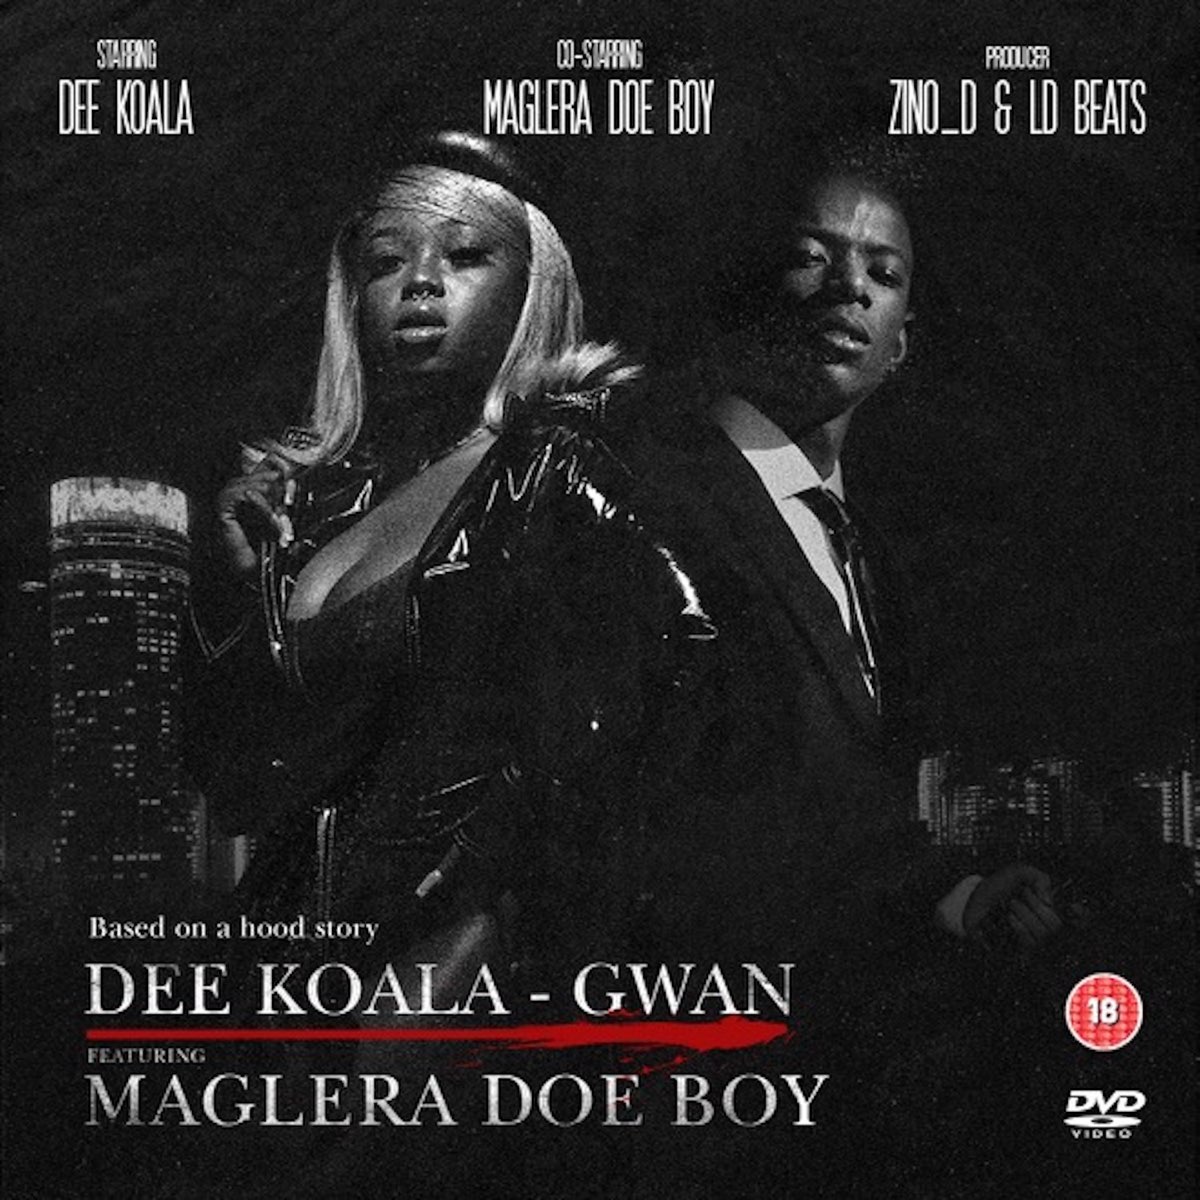 STARRING
DEE KOALA
CO-STARRING
MAGLERA DOE BOY
PRODUCER
ZINO_D & LD BEATS
Based on a hood story
DEE KOALA - GWAN
FEATURING
MAGLERA DOE BOY
18
DVD
VIDEO